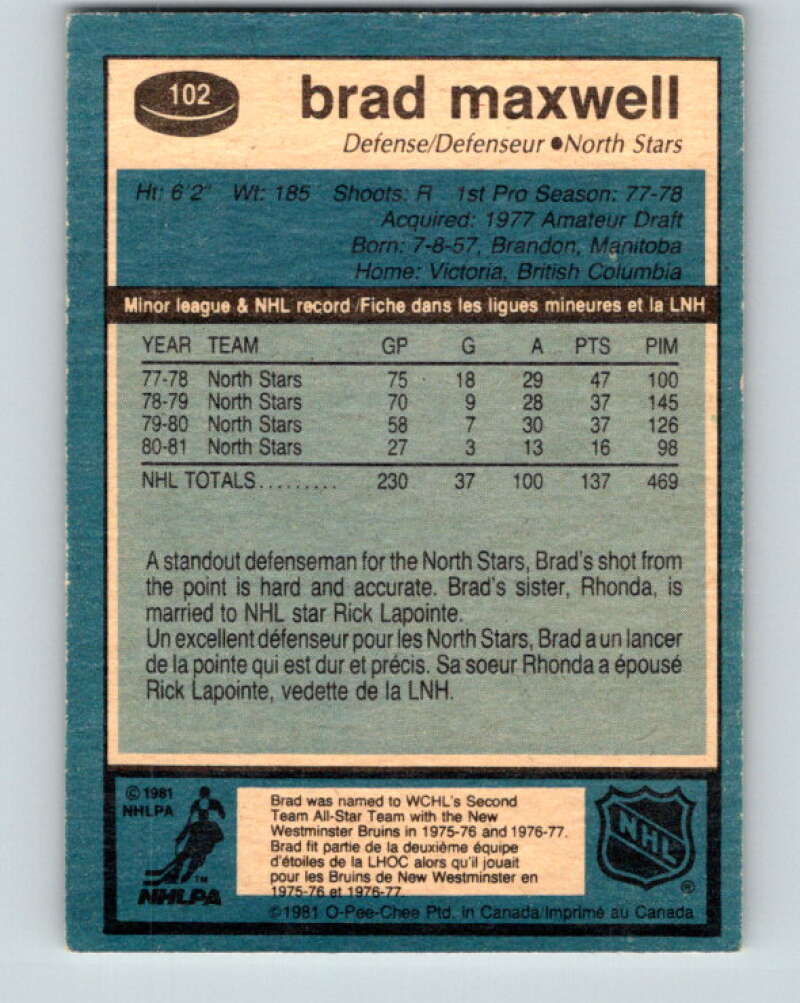 102
brad maxwell
Defense/Defenseur ●North Stars
Ht: 6'2" Wt: 185 Shoots: R 1st Pro Season: 77-78
Acquired: 1977 Amateur Draft
Born: 7-8-57, Brandon, Manitoba
Home: Victoria, British Columbia
Minor league & NHL record/Fiche dans les ligues mineures et la LNH
YEAR TEAM GP G A PTS PIM
77-78 North Stars 75 18 29 47 100
78-79 North Stars 70 9 28 37 145
79-80 North Stars 58 7 30 37 126
80-81 North Stars 27 3 13 16 98
NHL TOTALS......... 230 37 100 137 469
A standout defenseman for the North Stars, Brad's shot from
the point is hard and accurate. Brad's sister, Rhonda, is
married to NHL star Rick Lapointe.
Un excellent défenseur pour les North Stars, Brad a un lancer
de la pointe qui est dur et précis. Sa soeur Rhonda a épousé
Rick Lapointe, vedette de la LNH.
© 1981
NHLPA
TM
NHLPA
Brad was named to WCHL's Second
Team All-Star Team with the New
Westminster Bruins in 1975-76 and 1976-77.
Brad fit partie de la deuxième équipe
d'étoiles de la LHOC alors qu'il jouait
pour les Bruins de New Westminster en
1975-76 et 1976-77
NHL
®
©1981 O-Pee-Chee Ptd. in Canada/Imprimé au Canada